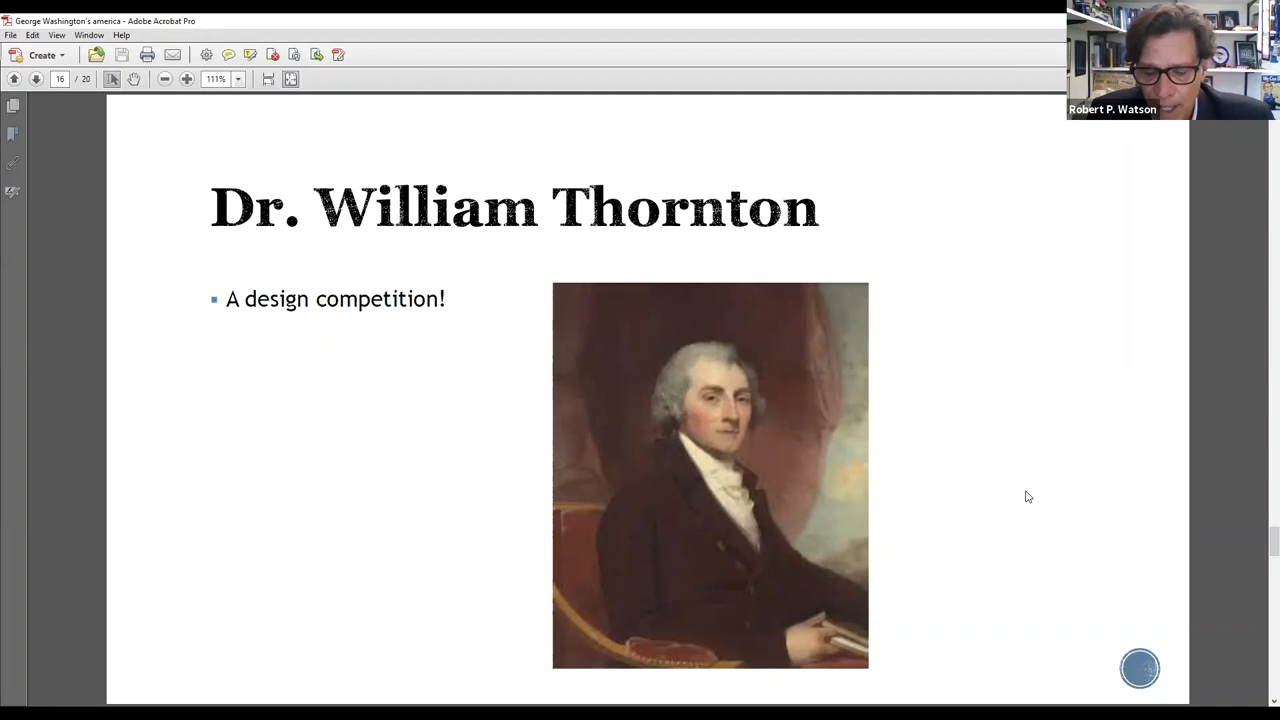 George Washington's america - Adobe Acrobat Pro
File Edit View Window Help
Create
16 / 20 111%
Robert P. Watson
Dr. William Thornton
▪ A design competition!